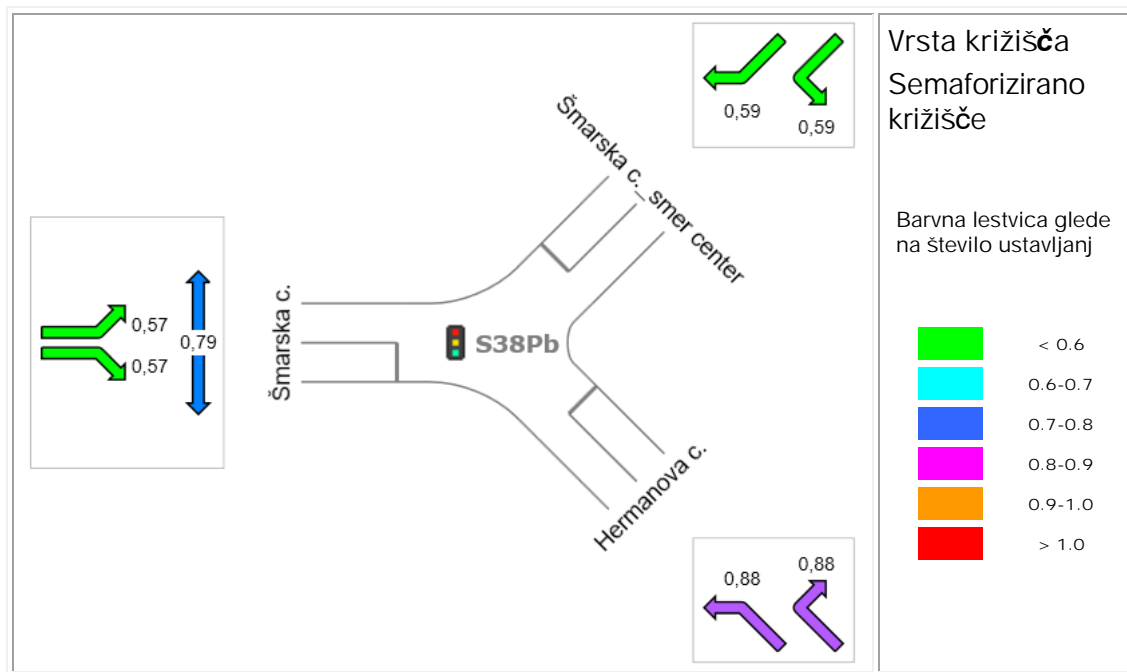 0,59
0,59
Šmarska c._ smer center
0,57
0,57
0,79
Šmarska c.
S38Pb
Hermanova c.
0,88
0,88
Vrsta križišča
Semaforizirano
križišče
Barvna lestvica glede
na število ustavljanj
< 0.6
0.6-0.7
0.7-0.8
0.8-0.9
0.9-1.0
> 1.0